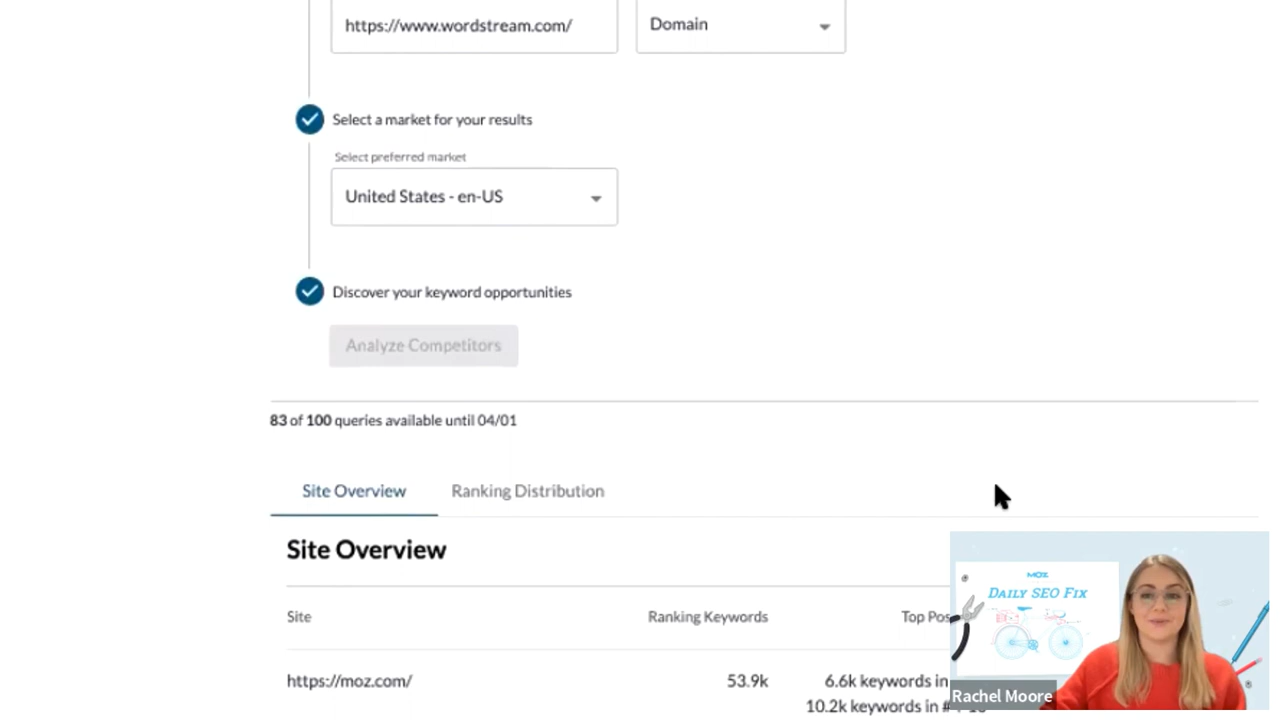 https://www.wordstream.com/
Domain
Select a market for your results
Select preferred market
United States - en-US
Discover your keyword opportunities
Analyze Competitors
83 of 100 queries available until 04/01
Site Overview
Ranking Distribution
Site Overview
Site
Ranking Keywords
Top Pos
https://moz.com/
53.9k
6.6k keywords in
10.2k keywords in #
MOZ
DAILY SEO FIX
Rachel Moore